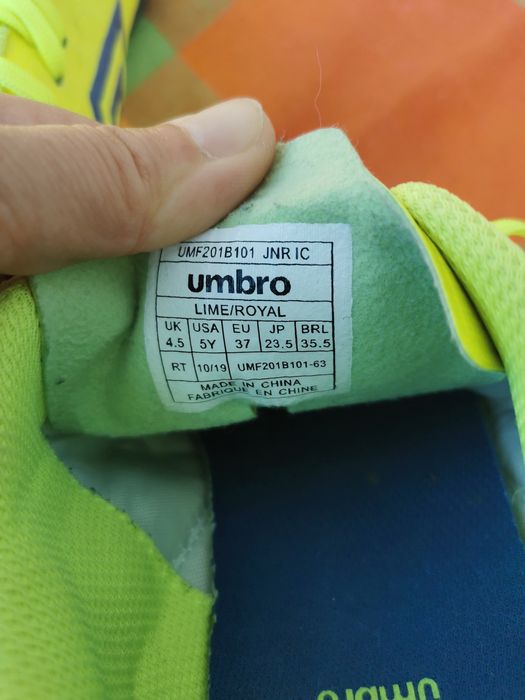 UMF201B101 JNR IC
umbro
LIME/ROYAL
UK USA EU JP BRL
4.5 5Y 37 23.5 35.5
RT 10/19 UMF201B101-63
MADE IN CHINA
FABRIQUE EN CHINE
umbro